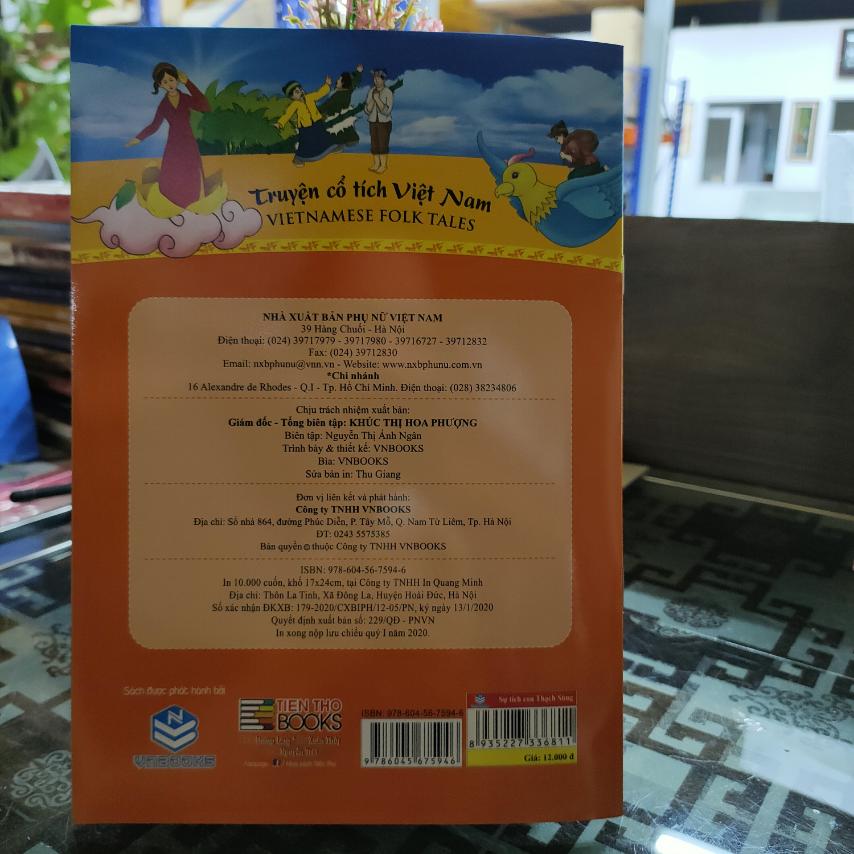 Truyện cổ tích Việt Nam
VIETNAMESE FOLK TALES
NHÀ XUẤT BẢN PHỤ NỮ VIỆT NAM
39 Hàng Chuối - Hà Nội
Điện thoại: (024) 39717979 - 39717980 - 39716727 - 39712832
Fax: (024) 39712830
Email: nxbphunu@vnn.vn - Website: www.nxbphunu.com.vn
*Chi nhánh
16 Alexandre de Rhodes - Q.I - Tp. Hồ Chí Minh. Điện thoại: (028) 38234806
Chịu trách nhiệm xuất bản:
Giám đốc - Tổng biên tập: KHÚC THỊ HOA PHƯỢNG
Biên tập: Nguyễn Thị Ánh Ngân
Trình bày & thiết kế: VNBOOKS
Bìa: VNBOOKS
Sửa bản in: Thu Giang
Đơn vị liên kết và phát hành:
Công ty TNHH VNBOOKS
Địa chỉ: Số nhà 864, đường Phúc Diễn, P. Tây Mỗ, Q. Nam Từ Liêm, Tp. Hà Nội
ĐT: 0243 5575385
Bản quyền © thuộc Công ty TNHH VNBOOKS
ISBN: 978-604-56-7594-6
In 10.000 cuốn, khổ 17x24cm, tại Công ty TNHH In Quang Minh
Địa chỉ: Thôn La Tinh, Xã Đông La, Huyện Hoài Đức, Hà Nội
Số xác nhận ĐKXB: 179-2020/CXBIPH/12-05/PN, ký ngày 13/1/2020
Quyết định xuất bản số: 229/QĐ - PNVN
In xong nộp lưu chiểu quý I năm 2020.
Sách được phát hành bởi
VNBOOKS
TIEN THO
BOOKS
ISBN: 978-604-56-7594-6
9 786045 675946
Sự tích con Thạch Sùng
8 935227 336811
Giá: 12.000 đ